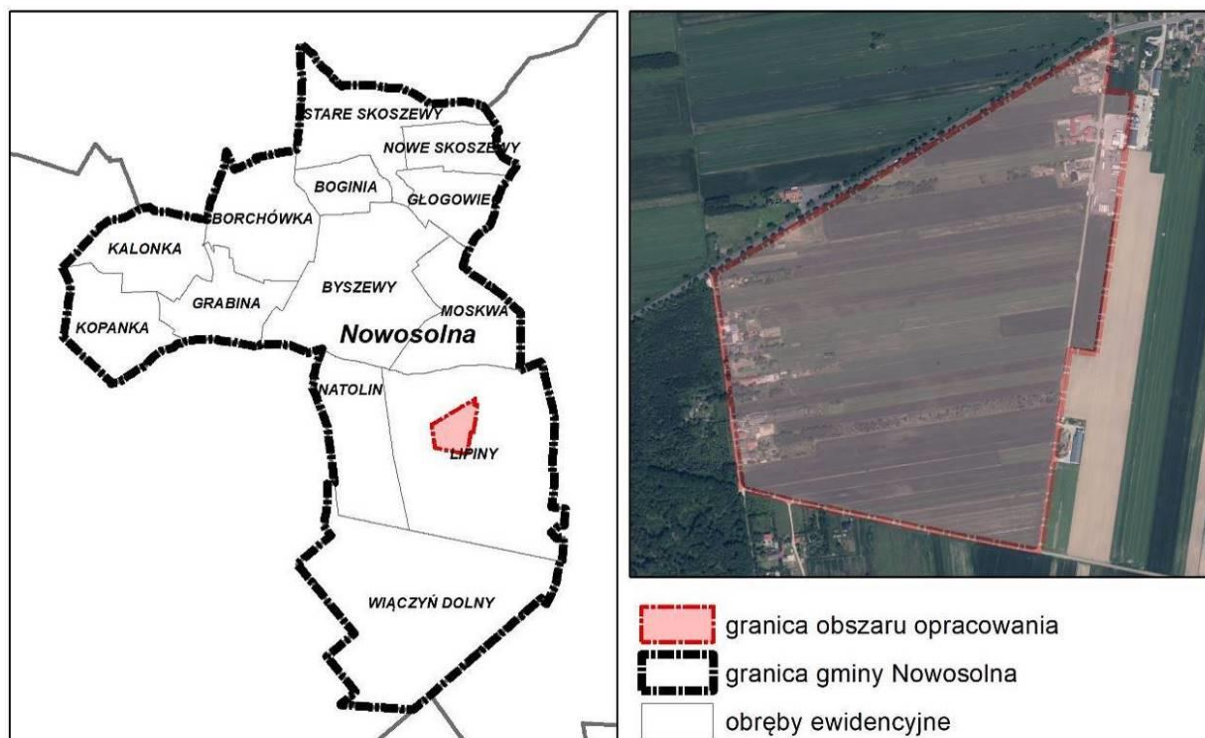 STARE SKOSZEWY
NOWE SKOSZEWY
BOGINIA
GŁOGOWIE
BORCHÓWKA
KALONKA
BYSZEWY
GRABINA
MOSKWA
KOPANKA
Nowosolna
NATOLIN
LIPINY
WIĄCZYŃ DOLNY
granica obszaru opracowania
granica gminy Nowosolna
obręby ewidencyjne